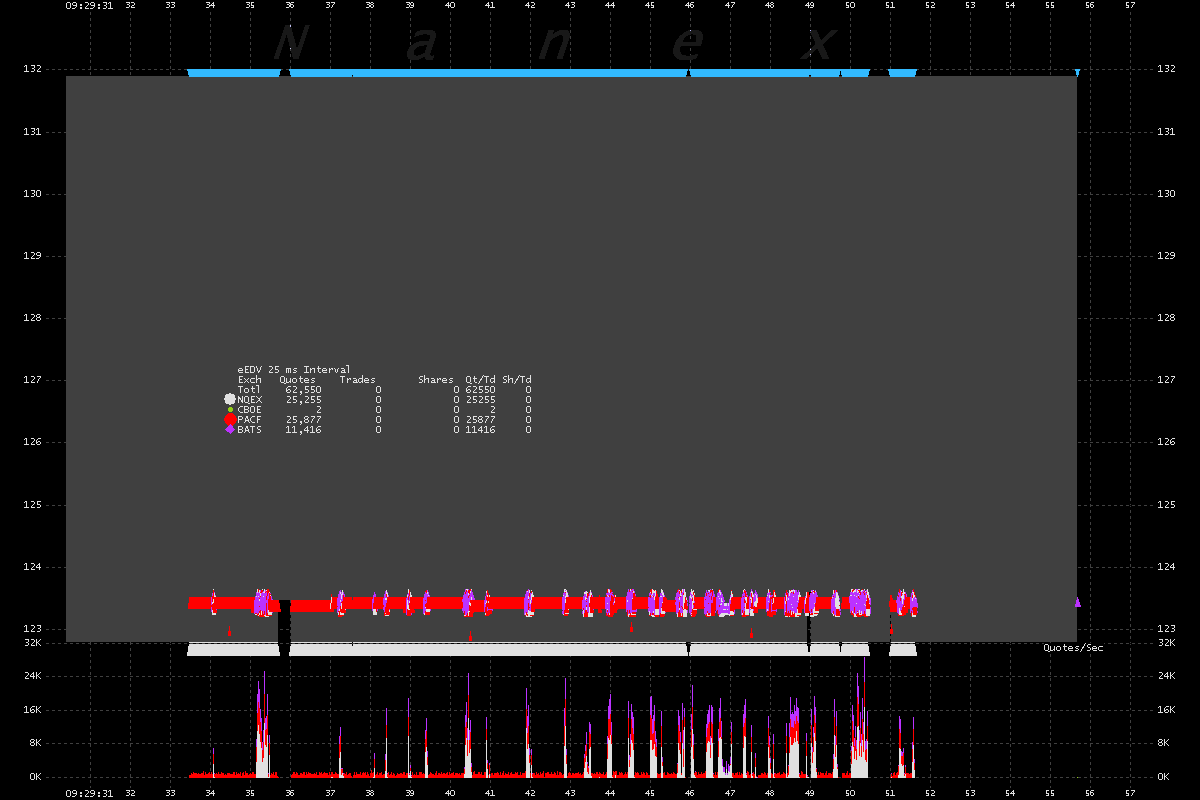 09:29:31 32 33 34 35 36 37 38 39 40 41 42 43 44 45 46 47 48 49 50 51 52 53 54 55 56 57
N a n e x
132 132
131 131
130 130
129 129
128 128
127 127
eEDV 25 ms Interval
Exch Quotes Trades Shares Qt/Td Sh/Td
Totl 62,550 0 0 62550 0
NQEX 25,255 0 0 25255 0
CBOE 2 0 0 2 0
PACF 25,877 0 0 25877 0
BATS 11,416 0 0 11416 0
126 126
125 125
124 124
123 123
32K 32K
Quotes/Sec
24K 24K
16K 16K
8K 8K
0K 0K
09:29:31 32 33 34 35 36 37 38 39 40 41 42 43 44 45 46 47 48 49 50 51 52 53 54 55 56 57